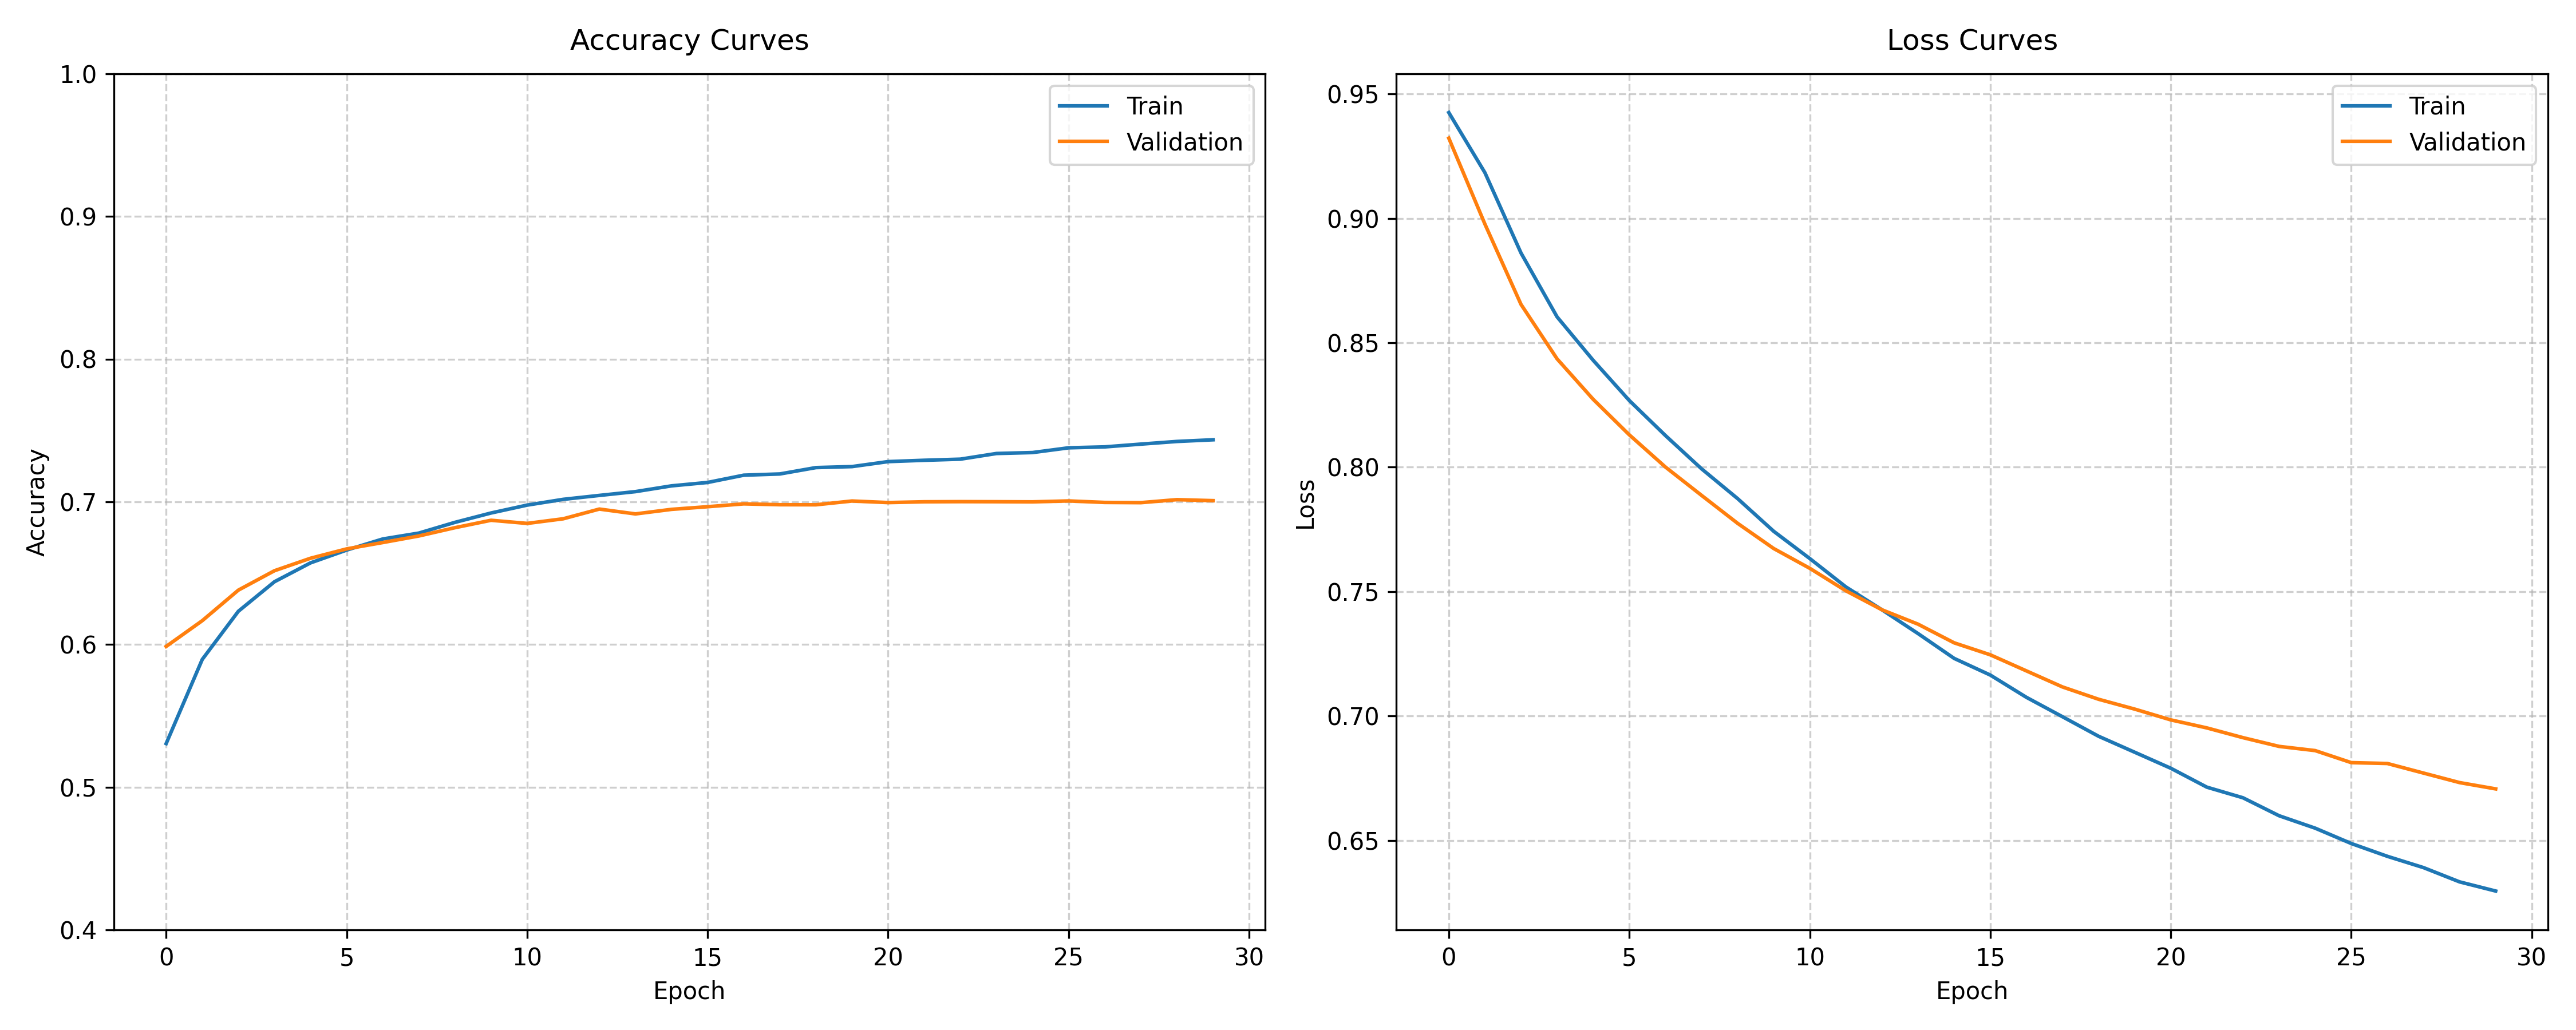 Accuracy Curves
1.0
0.9
0.8
0.7
0.6
0.5
0.4
Accuracy
Train
Validation
0 5 10 15 20 25 30
Epoch
Loss Curves
0.95
0.90
0.85
0.80
0.75
0.70
0.65
Loss
Train
Validation
0 5 10 15 20 25 30
Epoch